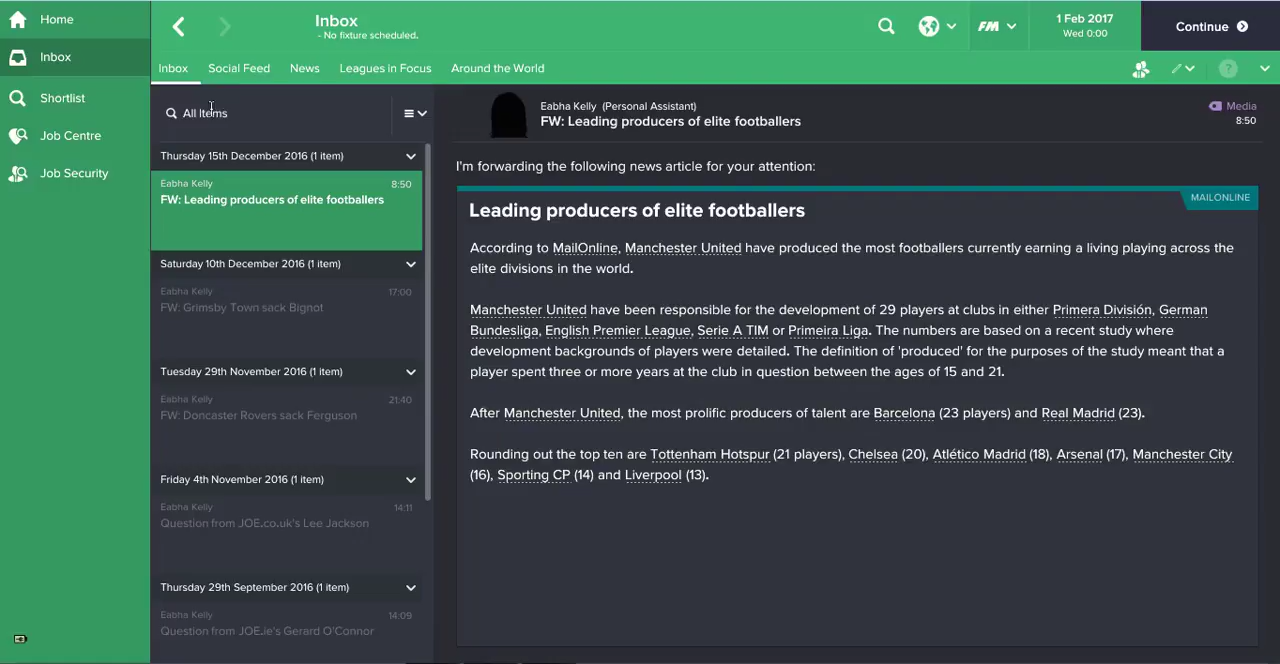 Home
Inbox
Shortlist
Job Centre
Job Security
Inbox
- No fixture scheduled.
FM
1 Feb 2017
Wed 0:00
Continue
Inbox
Social Feed
News
Leagues in Focus
Around the World
?
All Items
Thursday 15th December 2016 (1 item)
Eabha Kelly
8:50
FW: Leading producers of elite footballers
Saturday 10th December 2016 (1 item)
Eabha Kelly
17:00
FW: Grimsby Town sack Bignot
Tuesday 29th November 2016 (1 item)
Eabha Kelly
21:40
FW: Doncaster Rovers sack Ferguson
Friday 4th November 2016 (1 item)
Eabha Kelly
14:11
Question from JOE.co.uk's Lee Jackson
Thursday 29th September 2016 (1 item)
Eabha Kelly
14:09
Question from JOE.ie's Gerard O'Connor
Eabha Kelly (Personal Assistant)
FW: Leading producers of elite footballers
Media
8:50
I'm forwarding the following news article for your attention:
MAILONLINE
Leading producers of elite footballers
According to MailOnline, Manchester United have produced the most footballers currently earning a living playing across the
elite divisions in the world.
Manchester United have been responsible for the development of 29 players at clubs in either Primera División, German
Bundesliga, English Premier League, Serie A TIM or Primeira Liga. The numbers are based on a recent study where
development backgrounds of players were detailed. The definition of 'produced' for the purposes of the study meant that a
player spent three or more years at the club in question between the ages of 15 and 21.
After Manchester United, the most prolific producers of talent are Barcelona (23 players) and Real Madrid (23).
Rounding out the top ten are Tottenham Hotspur (21 players), Chelsea (20), Atlético Madrid (18), Arsenal (17), Manchester City
(16), Sporting CP (14) and Liverpool (13).